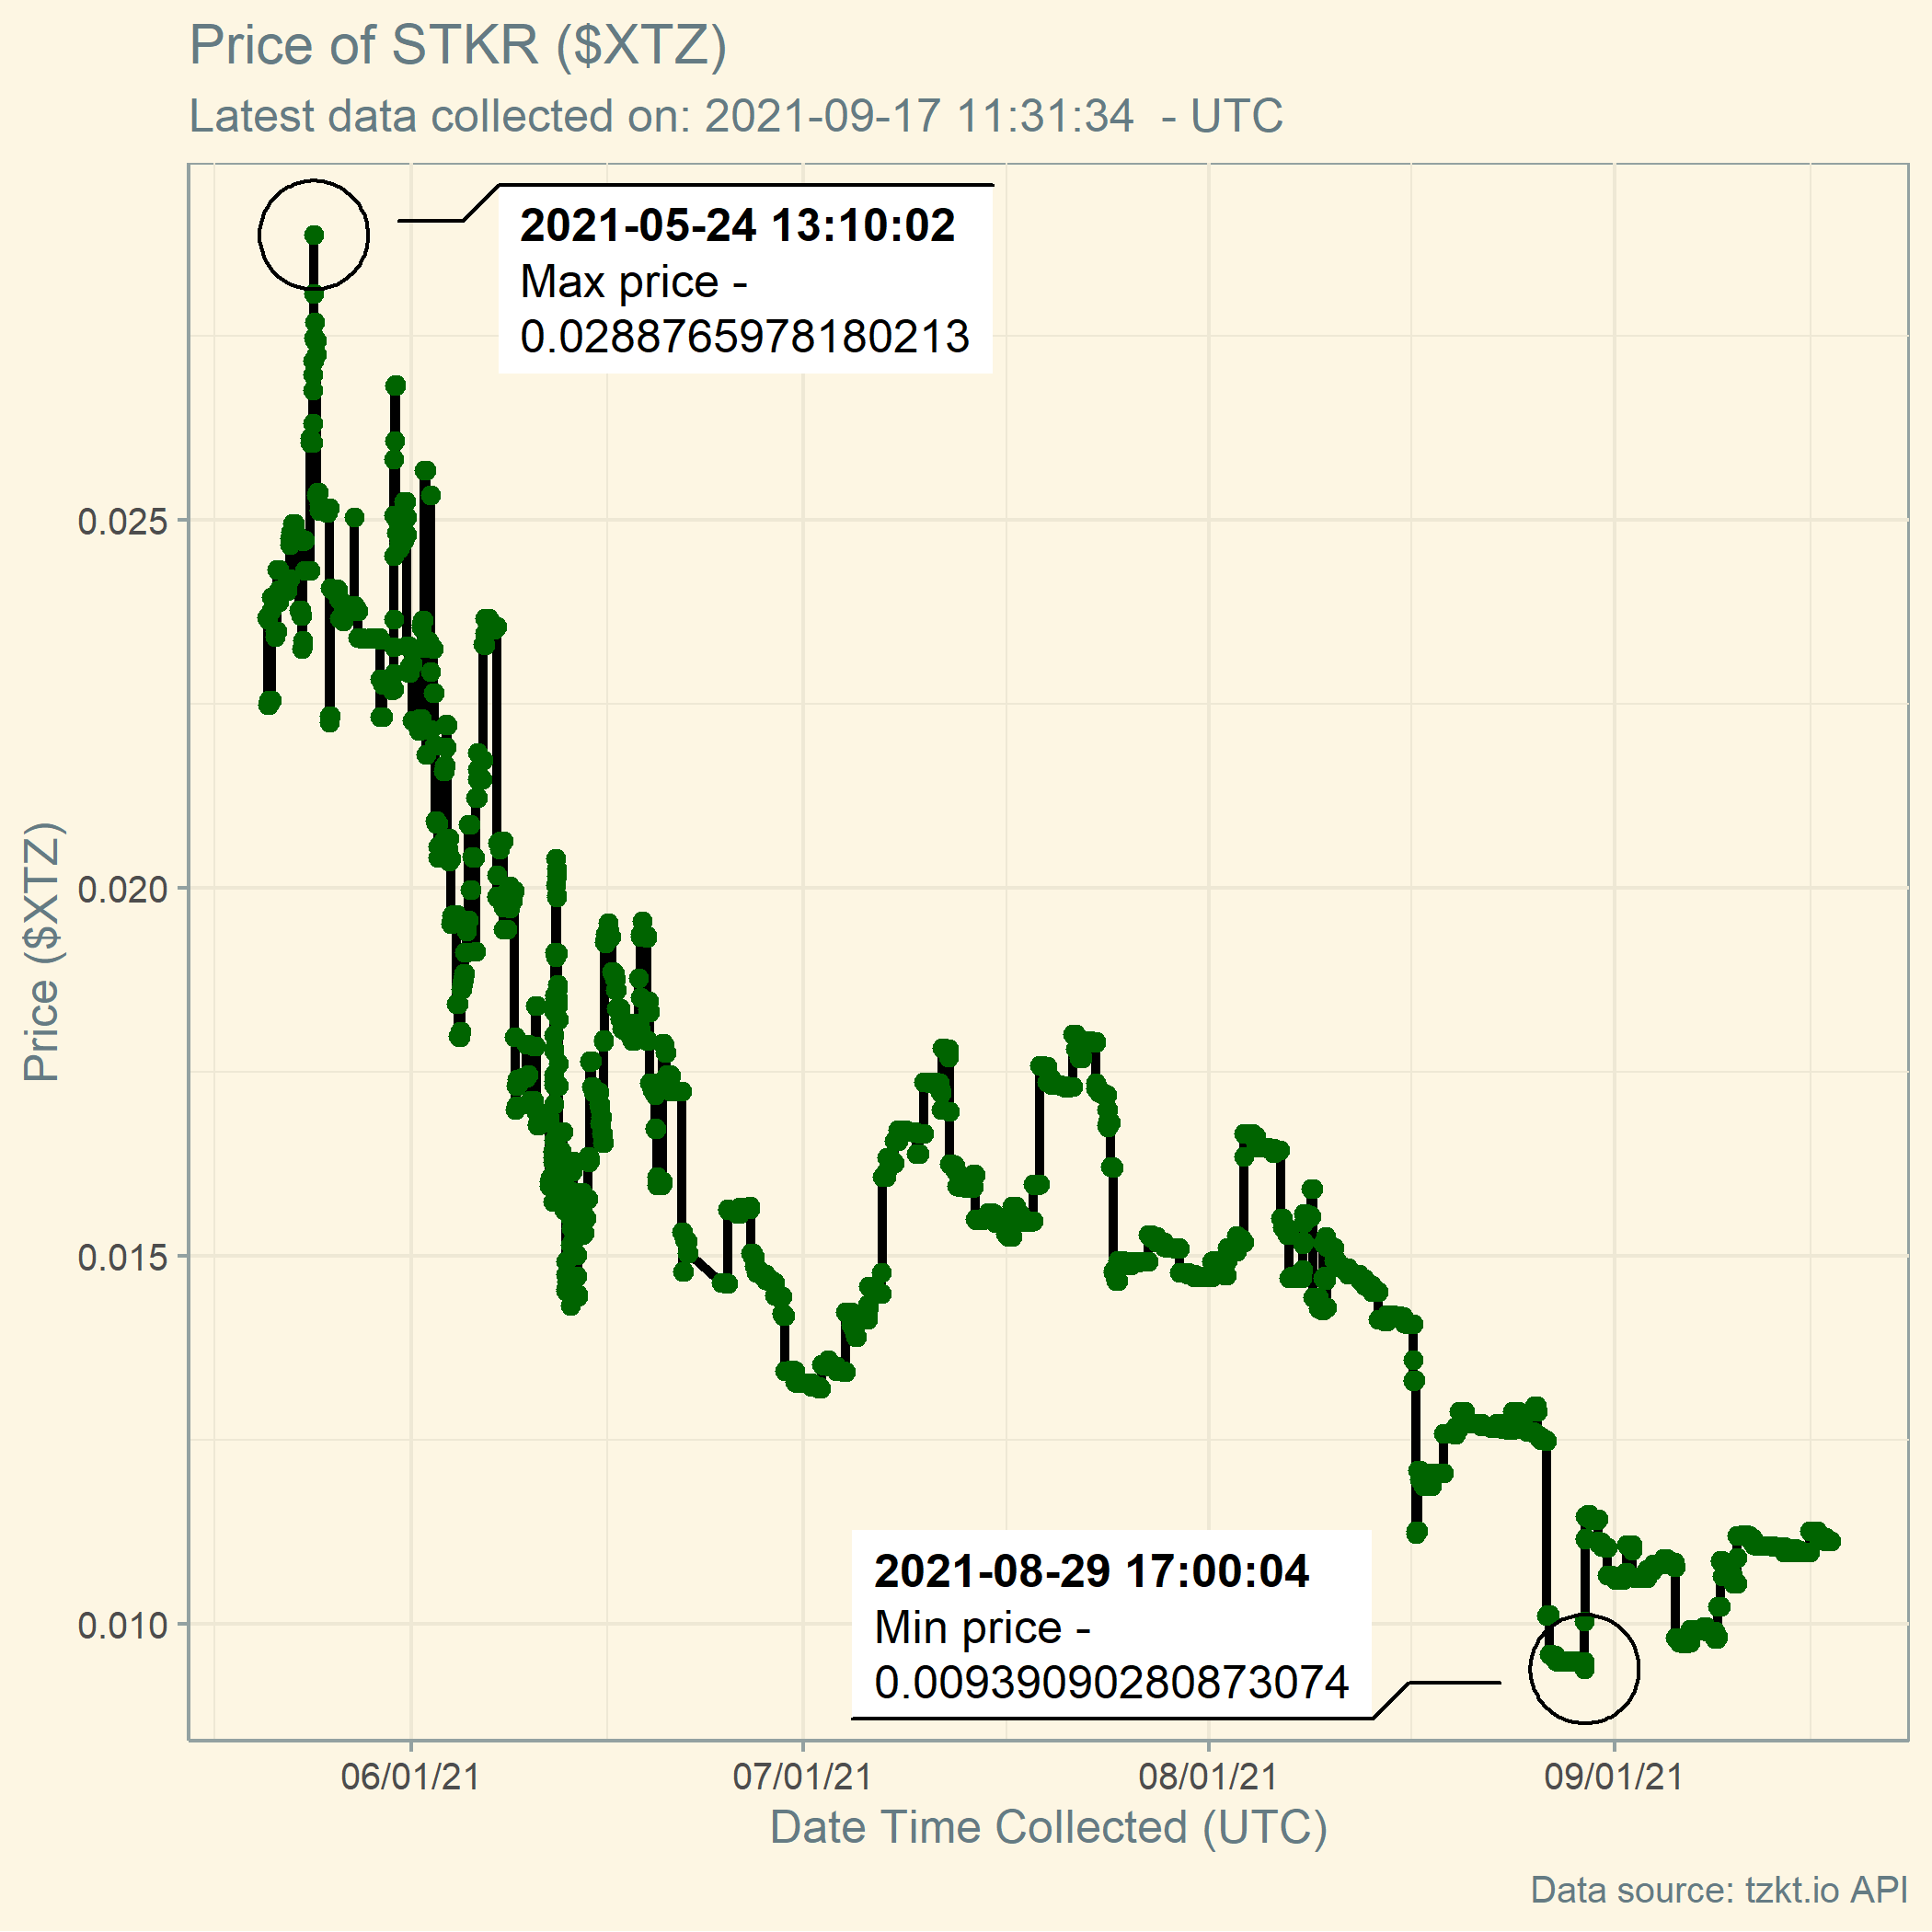 Price of STKR ($XTZ)
Latest data collected on: 2021-09-17 11:31:34  - UTC
2021-05-24 13:10:02
Max price -
0.0288765978180213
0.025
0.020
0.015
0.010
Price ($XTZ)
2021-08-29 17:00:04
Min price -
0.00939090280873074
06/01/21
07/01/21
08/01/21
09/01/21
Date Time Collected (UTC)
Data source: tzkt.io API